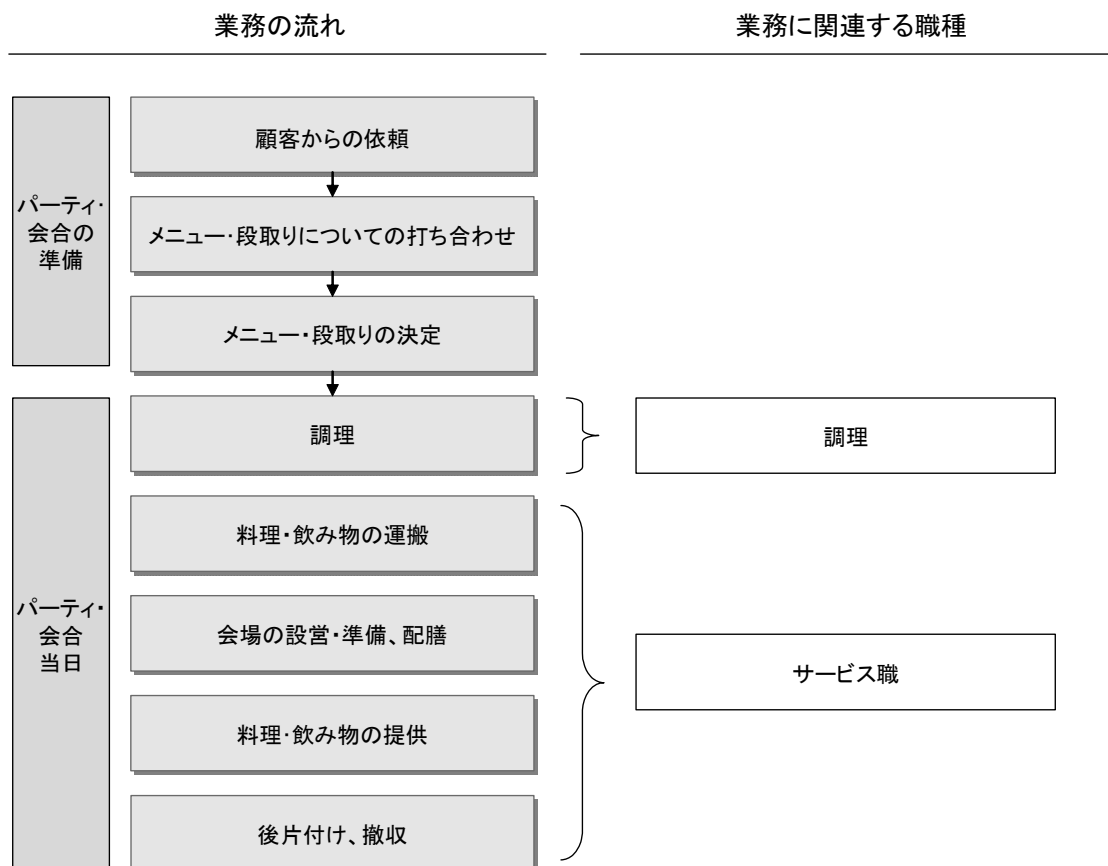 業務の流れ
業務に関連する職種
パーティ・
会合の
準備
顧客からの依頼
メニュー・段取りについての打ち合わせ
メニュー・段取りの決定
パーティ・
会合
当日
調理
調理
料理・飲み物の運搬
会場の設営・準備、配膳
サービス職
料理・飲み物の提供
後片付け、撤収